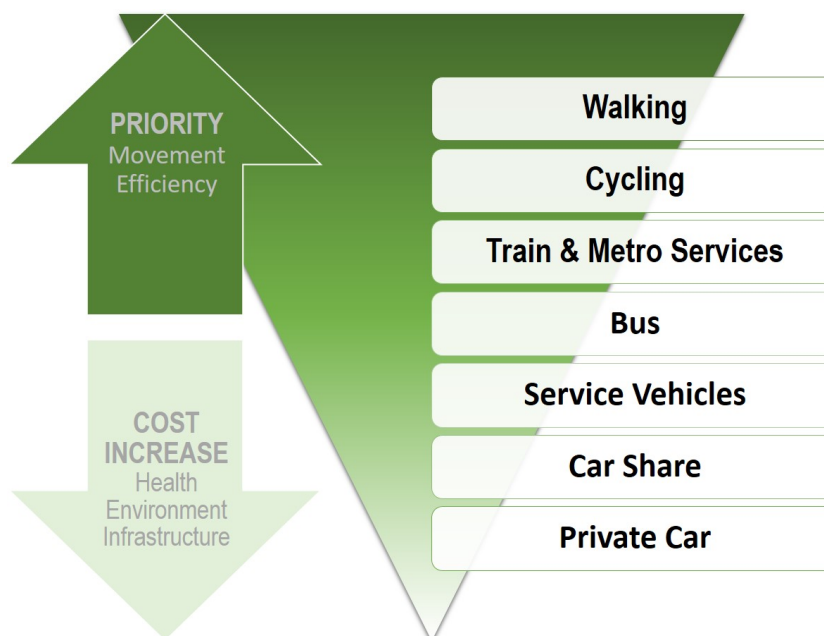 PRIORITY
Movement
Efficiency
COST
INCREASE
Health
Environment
Infrastructure
Walking
Cycling
Train & Metro Services
Bus
Service Vehicles
Car Share
Private Car